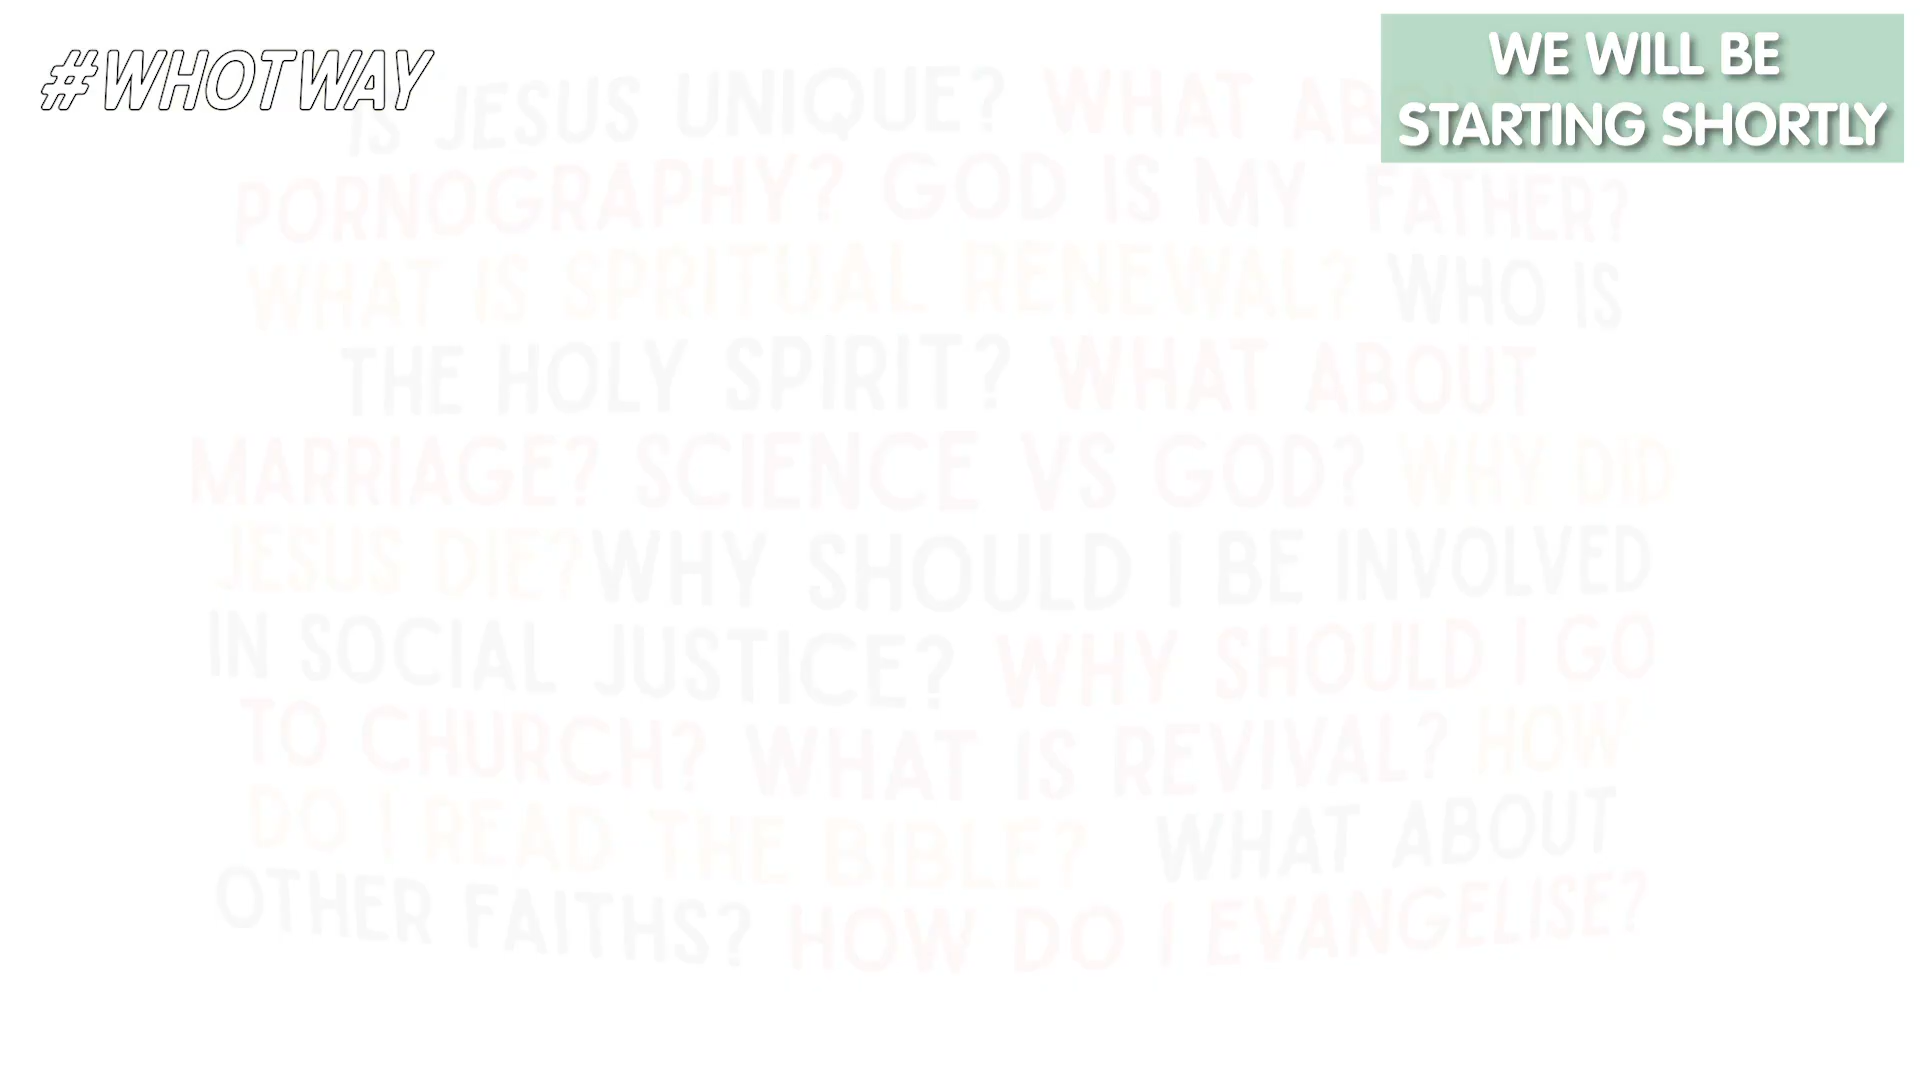 #WHOTWAY
WE WILL BE
STARTING SHORTLY
IS JESUS UNIQUE? WHAT ABOUT
PORNOGRAPHY? GOD IS MY FATHER?
WHAT IS SPRITUAL RENEWAL? WHO IS
THE HOLY SPIRIT? WHAT ABOUT
MARRIAGE? SCIENCE VS GOD? WHY DID
JESUS DIE? WHY SHOULD I BE INVOLVED
IN SOCIAL JUSTICE? WHY SHOULD I GO
TO CHURCH? WHAT IS REVIVAL? HOW
DO I READ THE BIBLE? WHAT ABOUT
OTHER FAITHS? HOW DO I EVANGELISE?